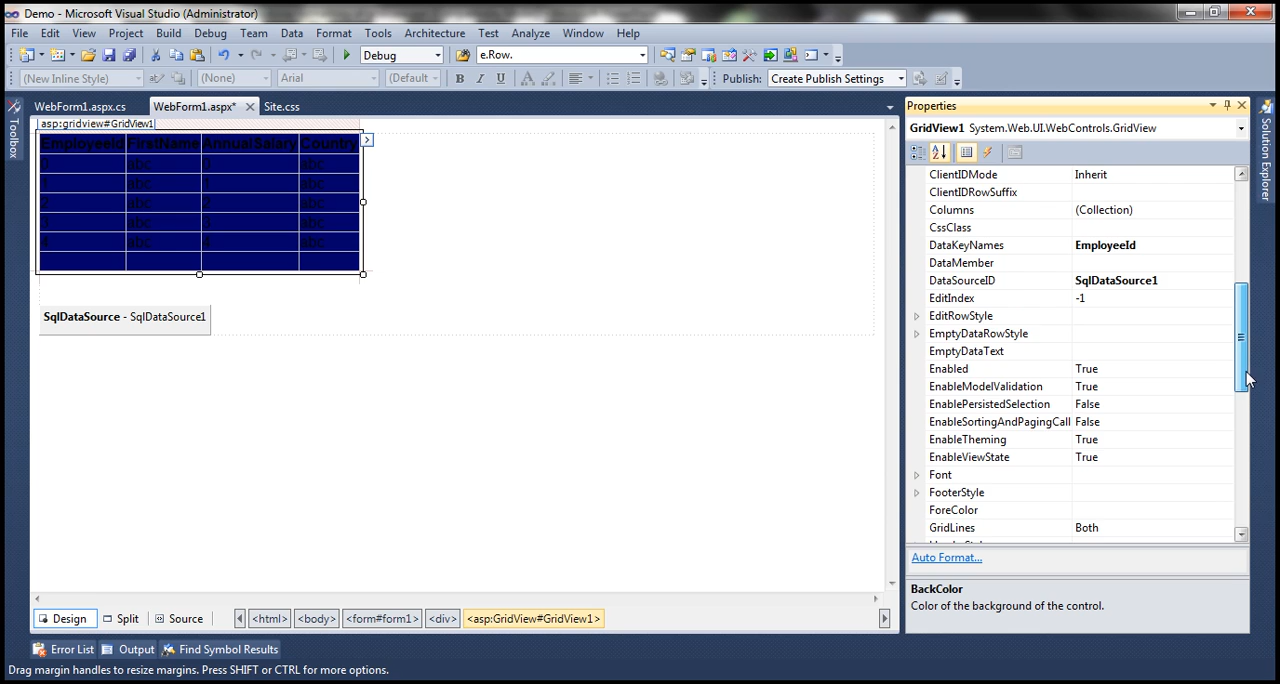 Demo - Microsoft Visual Studio (Administrator)
File Edit View Project Build Debug Team Data Format Tools Architecture Test Analyze Window Help
Debug e.Row.
(New Inline Style) (None) Arial (Default B I U A Publish: Create Publish Settings
WebForm1.aspx.cs WebForm1.aspx* Site.css
Toolbox
asp:gridview#GridView1
EmployeeId FirstName AnnualSalary Country
0 abc 0 abc
1 abc 1 abc
2 abc 2 abc
3 abc 3 abc
4 abc 4 abc
SqlDataSource - SqlDataSource1
Design Split Source <html> <body> <form#form1> <div> <asp:GridView#GridView1>
Properties
GridView1 System.Web.UI.WebControls.GridView
ClientIDMode Inherit
ClientIDRowSuffix
Columns (Collection)
CssClass
DataKeyNames EmployeeId
DataMember
DataSourceID SqlDataSource1
EditIndex -1
EditRowStyle
EmptyDataRowStyle
EmptyDataText
Enabled True
EnableModelValidation True
EnablePersistedSelection False
EnableSortingAndPagingCall False
EnableTheming True
EnableViewState True
Font
FooterStyle
ForeColor
GridLines Both
Auto Format...
BackColor
Color of the background of the control.
Solution Explorer
Error List Output Find Symbol Results
Drag margin handles to resize margins. Press SHIFT or CTRL for more options.